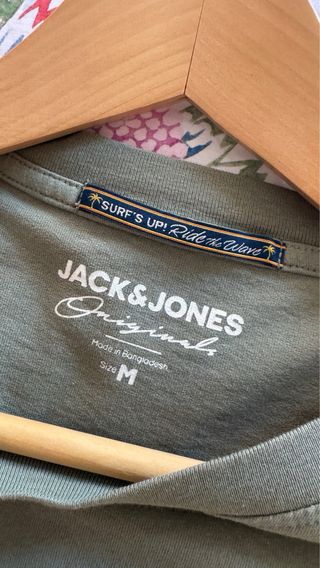 SURF'S UP! Ride the Wave
JACK&JONES
Originals
Made in Bangladesh
Size M